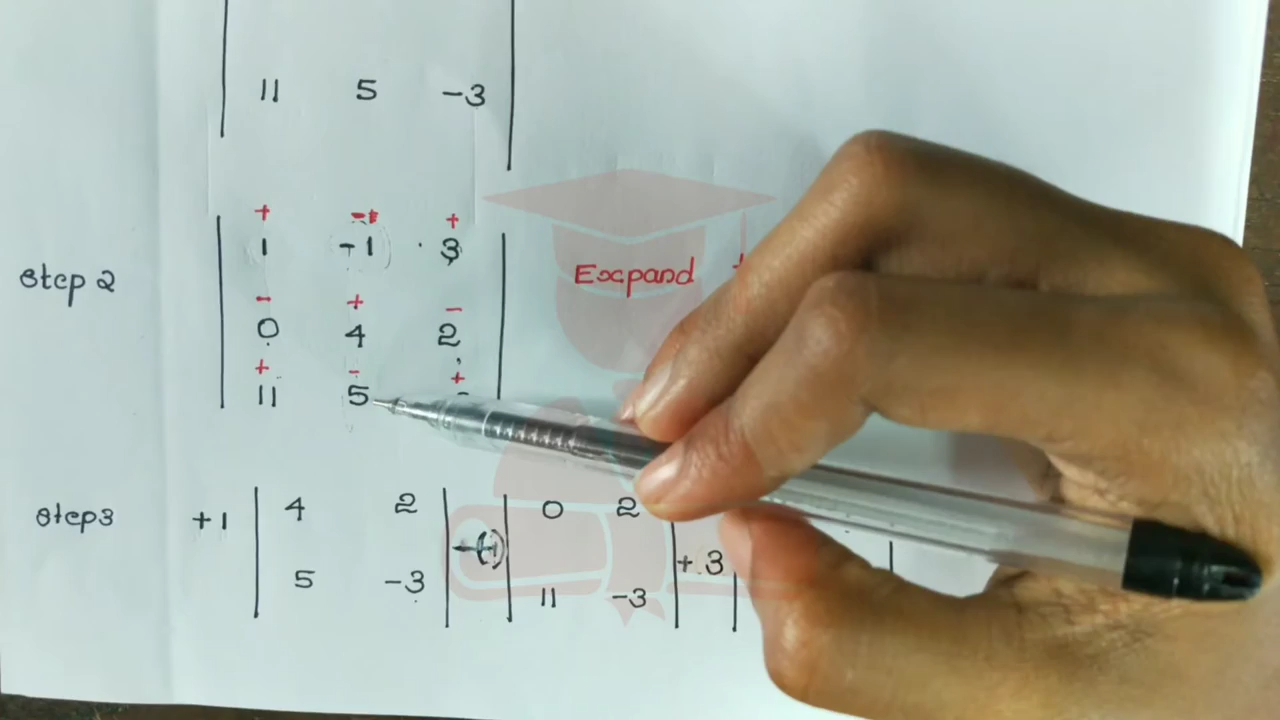 11 5 -3
+ - +
1 -1 3
step 2
Expand
- + -
0 4 2
+ - +
11 5
step3 +1 4 2 -(-1) 0 2 + 3
5 -3 11 -3